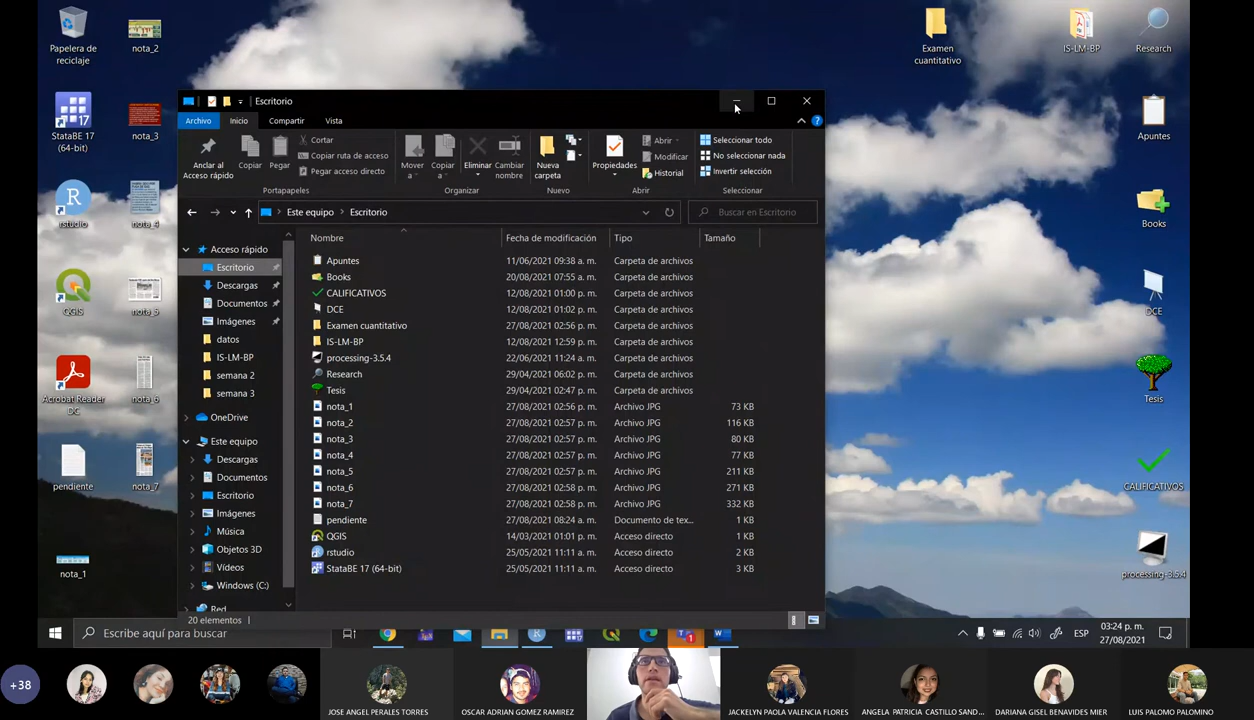 Papelera de
reciclaje
nota_2
Examen
cuantitativo
IS-LM-BP
Research
StataBE 17
(64-bit)
nota_3
Apuntes
rstudio
nota_4
Books
QGIS
nota_5
DCE
Acrobat Reader
DC
nota_6
Tesis
pendiente
nota_7
CALIFICATIVOS
nota_1
processing-3.5.4
Escritorio
Archivo Inicio Compartir Vista
Anclar al
Acceso rápido
Copiar
Pegar
Cortar
Copiar ruta de acceso
Pegar acceso directo
Portapapeles
Mover
a
Copiar
a
Eliminar
Cambiar
nombre
Organizar
Nueva
carpeta
Nuevo
Propiedades
Abrir
Modificar
Historial
Abrir
Seleccionar todo
No seleccionar nada
Invertir selección
Seleccionar
Este equipo > Escritorio
Buscar en Escritorio
Acceso rápido
Escritorio
Descargas
Documentos
Imágenes
datos
IS-LM-BP
semana 2
semana 3
OneDrive
Este equipo
Descargas
Documentos
Escritorio
Imágenes
Música
Objetos 3D
Vídeos
Windows (C:)
Red
Nombre Fecha de modificación Tipo Tamaño
Apuntes 11/06/2021 09:38 a. m. Carpeta de archivos
Books 20/08/2021 07:55 a. m. Carpeta de archivos
CALIFICATIVOS 12/08/2021 01:00 p. m. Carpeta de archivos
DCE 12/08/2021 01:02 p. m. Carpeta de archivos
Examen cuantitativo 27/08/2021 02:56 p. m. Carpeta de archivos
IS-LM-BP 12/08/2021 12:59 p. m. Carpeta de archivos
processing-3.5.4 22/06/2021 11:24 a. m. Carpeta de archivos
Research 29/04/2021 06:02 p. m. Carpeta de archivos
Tesis 29/04/2021 02:47 p. m. Carpeta de archivos
nota_1 27/08/2021 02:56 p. m. Archivo JPG 73 KB
nota_2 27/08/2021 02:57 p. m. Archivo JPG 116 KB
nota_3 27/08/2021 02:57 p. m. Archivo JPG 80 KB
nota_4 27/08/2021 02:57 p. m. Archivo JPG 77 KB
nota_5 27/08/2021 02:57 p. m. Archivo JPG 211 KB
nota_6 27/08/2021 02:58 p. m. Archivo JPG 271 KB
nota_7 27/08/2021 02:58 p. m. Archivo JPG 332 KB
pendiente 27/08/2021 08:24 a. m. Documento de tex... 1 KB
QGIS 14/03/2021 01:01 p. m. Acceso directo 1 KB
rstudio 25/05/2021 11:11 a. m. Acceso directo 2 KB
StataBE 17 (64-bit) 25/05/2021 11:11 a. m. Acceso directo 3 KB
20 elementos
Escribe aquí para buscar
1
ESP
03:24 p. m.
27/08/2021
+38
JOSE ANGEL PERALES TORRES
OSCAR ADRIAN GOMEZ RAMIREZ
JACKELYN PAOLA VALENCIA FLORES
ANGELA PATRICIA CASTILLO SAND...
DARIANA GISEL BENAVIDES MIER
LUIS PALOMO PALOMINO